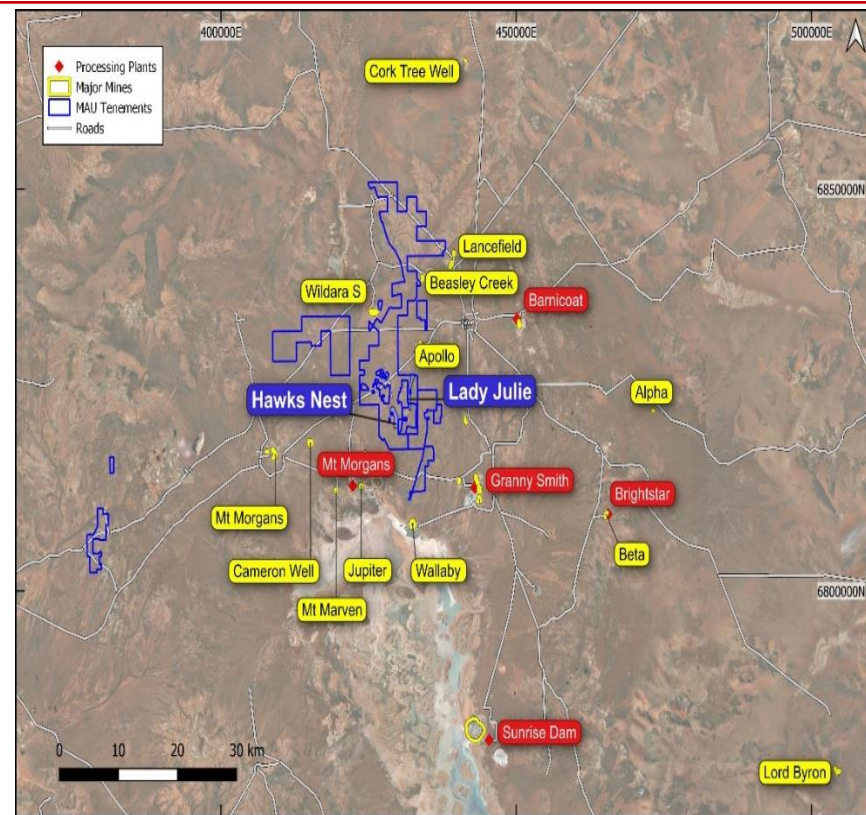 400000E
450000E
500000E
Processing Plants
Major Mines
MAU Tenements
Roads
Cork Tree Well
6850000N
Lancefield
Beasley Creek
Wildara S
Barnicoat
Apollo
Hawks Nest
Lady Julie
Alpha
Mt Morgans
Granny Smith
Brightstar
Mt Morgans
Beta
Cameron Well
Jupiter
Wallaby
Mt Marven
6800000N
Sunrise Dam
0 10 20 30 km
Lord Byron